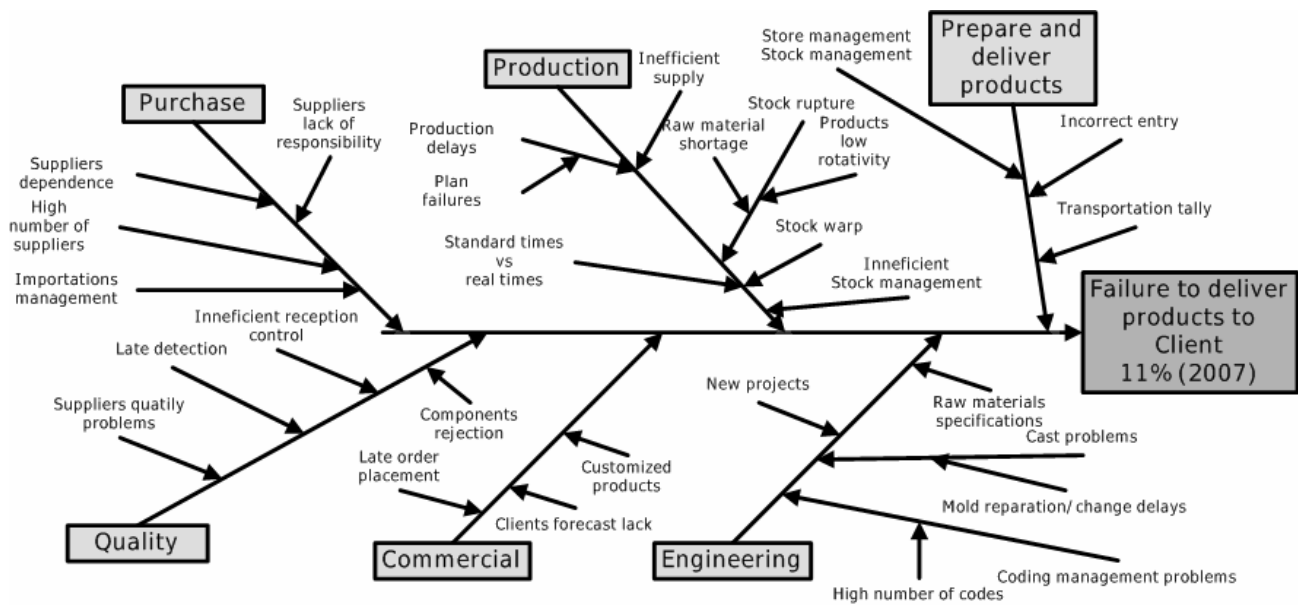 Purchase
Suppliers
lack of
responsibility
Suppliers
dependence
High
number of
suppliers
Importations
management
Production
Inefficient
supply
Production
delays
Plan
failures
Raw material
shortage
Stock rupture
Products
low
rotativity
Standard times
vs
real times
Stock warp
Inneficient
Stock management
Prepare and
deliver
products
Store management
Stock management
Incorrect entry
Transportation tally
Failure to deliver
products to
Client
11% (2007)
Quality
Inneficient reception
control
Late detection
Suppliers quatily
problems
Components
rejection
Commercial
Late order
placement
Customized
products
Clients forecast lack
Engineering
New projects
Raw materials
specifications
Cast problems
Mold reparation/ change delays
High number of codes
Coding management problems